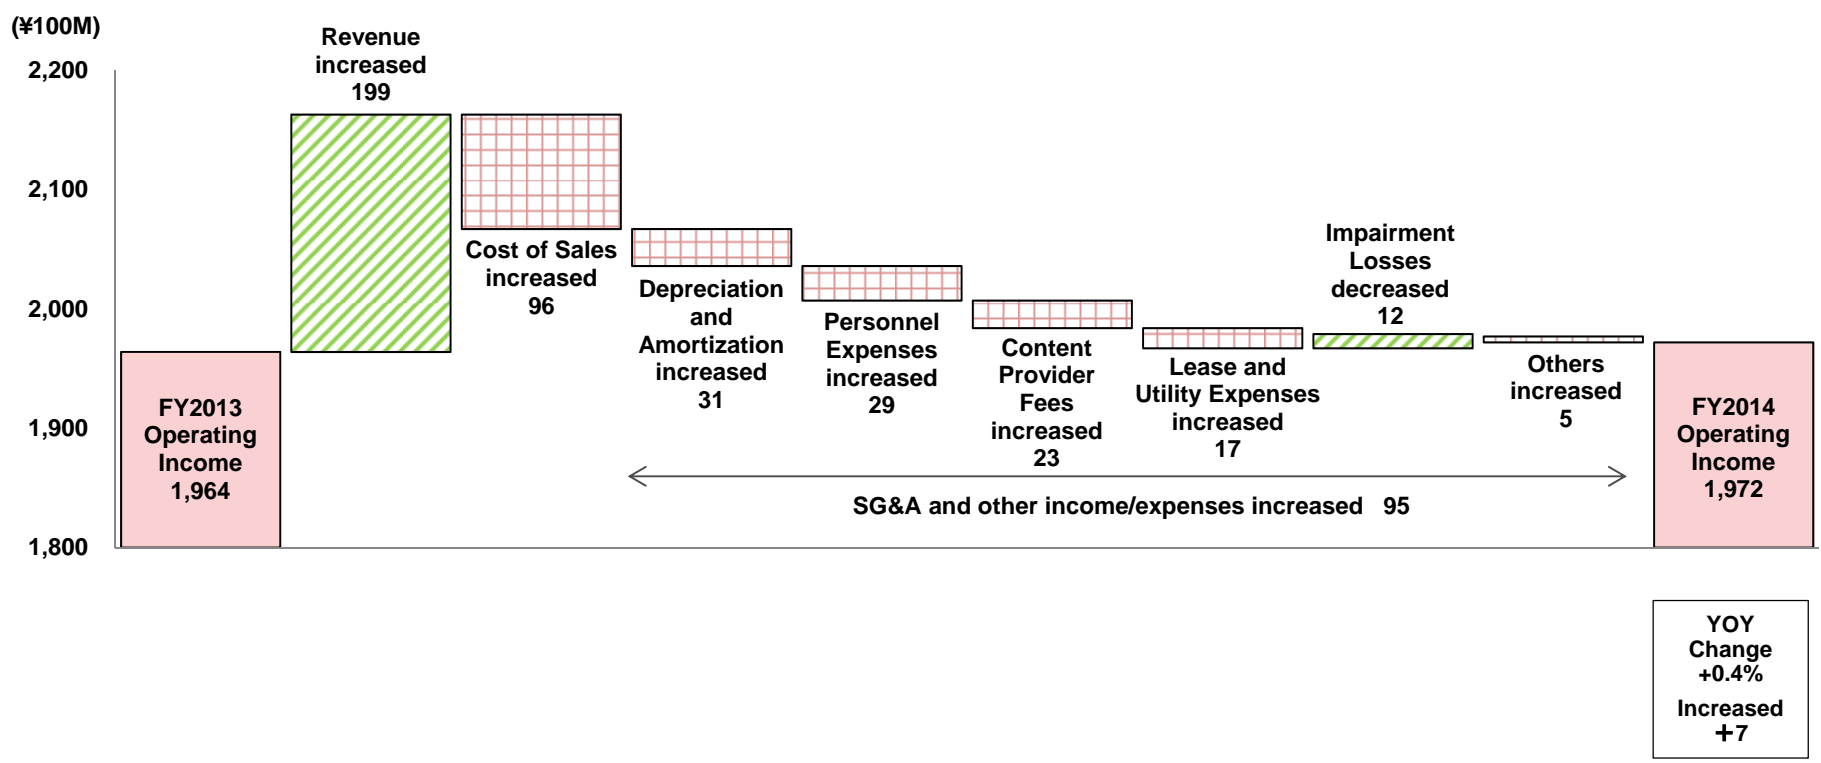 (¥100M)
2,200
2,100
2,000
1,900
1,800
FY2013
Operating
Income
1,964
Revenue
increased
199
Cost of Sales
increased
96
Depreciation
and
Amortization
increased
31
Personnel
Expenses
increased
29
Content
Provider
Fees
increased
23
Lease and
Utility Expenses
increased
17
Impairment
Losses
decreased
12
Others
increased
5
SG&A and other income/expenses increased 95
FY2014
Operating
Income
1,972
YOY
Change
+0.4%
Increased
+7